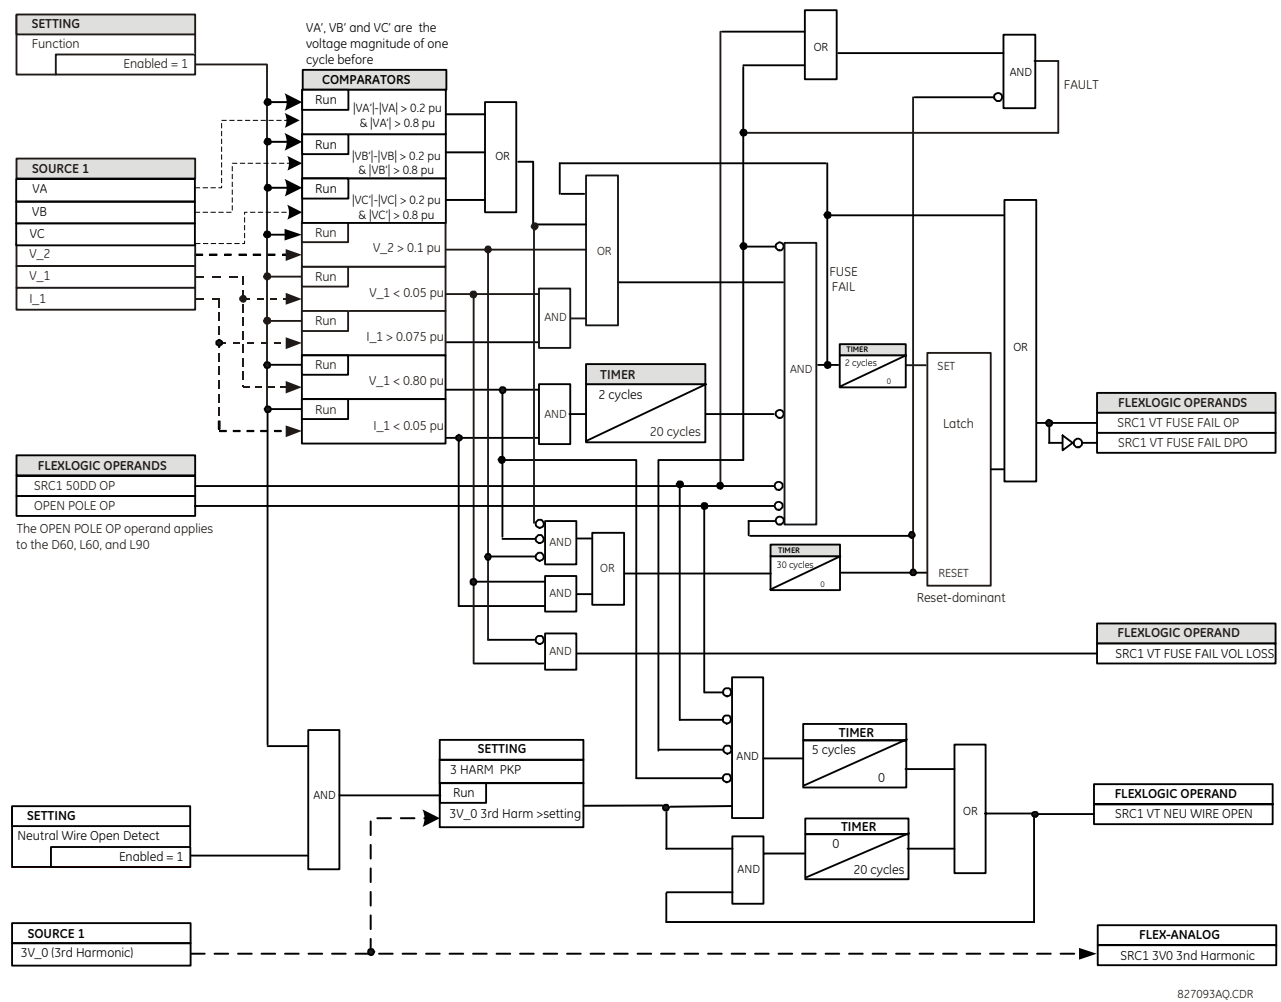 SETTING
Function
Enabled = 1
VA', VB' and VC' are the
voltage magnitude of one
cycle before
COMPARATORS
Run
|VA'|-|VA| > 0.2 pu
& |VA'| > 0.8 pu
Run
|VB'|-|VB| > 0.2 pu
& |VB'| > 0.8 pu
Run
|VC'|-|VC| > 0.2 pu
& |VC'| > 0.8 pu
Run
V_2 > 0.1 pu
Run
V_1 < 0.05 pu
Run
I_1 > 0.075 pu
Run
V_1 < 0.80 pu
Run
I_1 < 0.05 pu
SOURCE 1
VA
VB
VC
V_2
V_1
I_1
OR
OR
AND
FAULT
OR
AND
AND
TIMER
2 cycles
20 cycles
AND
FUSE
FAIL
TIMER
2 cycles
0
SET
Latch
RESET
Reset-dominant
OR
FLEXLOGIC OPERANDS
SRC1 VT FUSE FAIL OP
SRC1 VT FUSE FAIL DPO
FLEXLOGIC OPERANDS
SRC1 50DD OP
OPEN POLE OP
The OPEN POLE OP operand applies
to the D60, L60, and L90
AND
AND
OR
TIMER
30 cycles
0
AND
FLEXLOGIC OPERAND
SRC1 VT FUSE FAIL VOL LOSS
AND
SETTING
3 HARM PKP
Run
3V_0 3rd Harm >setting
AND
TIMER
5 cycles
0
AND
TIMER
0
20 cycles
OR
FLEXLOGIC OPERAND
SRC1 VT NEU WIRE OPEN
SETTING
Neutral Wire Open Detect
Enabled = 1
SOURCE 1
3V_0 (3rd Harmonic)
FLEX-ANALOG
SRC1 3V0 3nd Harmonic
827093AQ.CDR